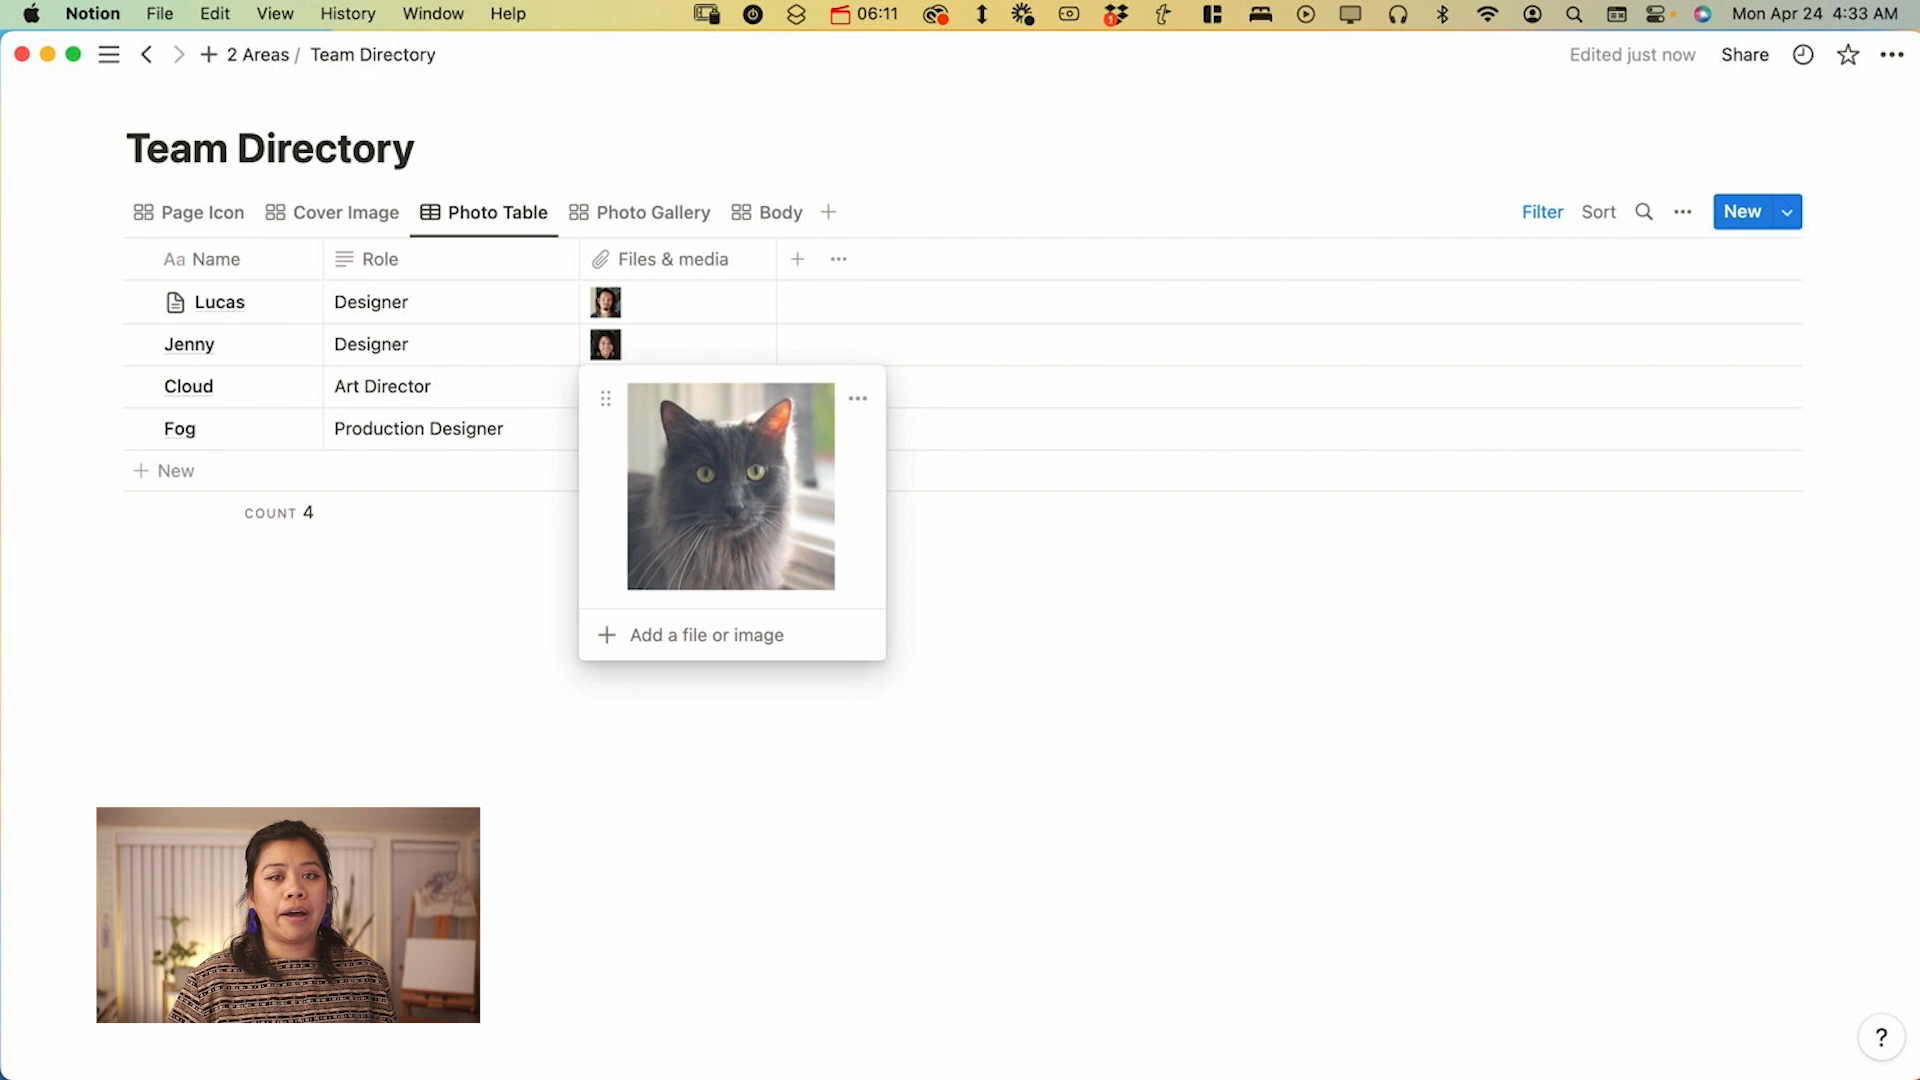 Notion File Edit View History Window Help 06:11 1 Mon Apr 24 4:33 AM
2 Areas / Team Directory Edited just now Share
Team Directory
Page Icon Cover Image Photo Table Photo Gallery Body Filter Sort New
Aa Name Role Files & media
Lucas Designer
Jenny Designer
Cloud Art Director
Fog Production Designer
New
COUNT 4
Add a file or image
?